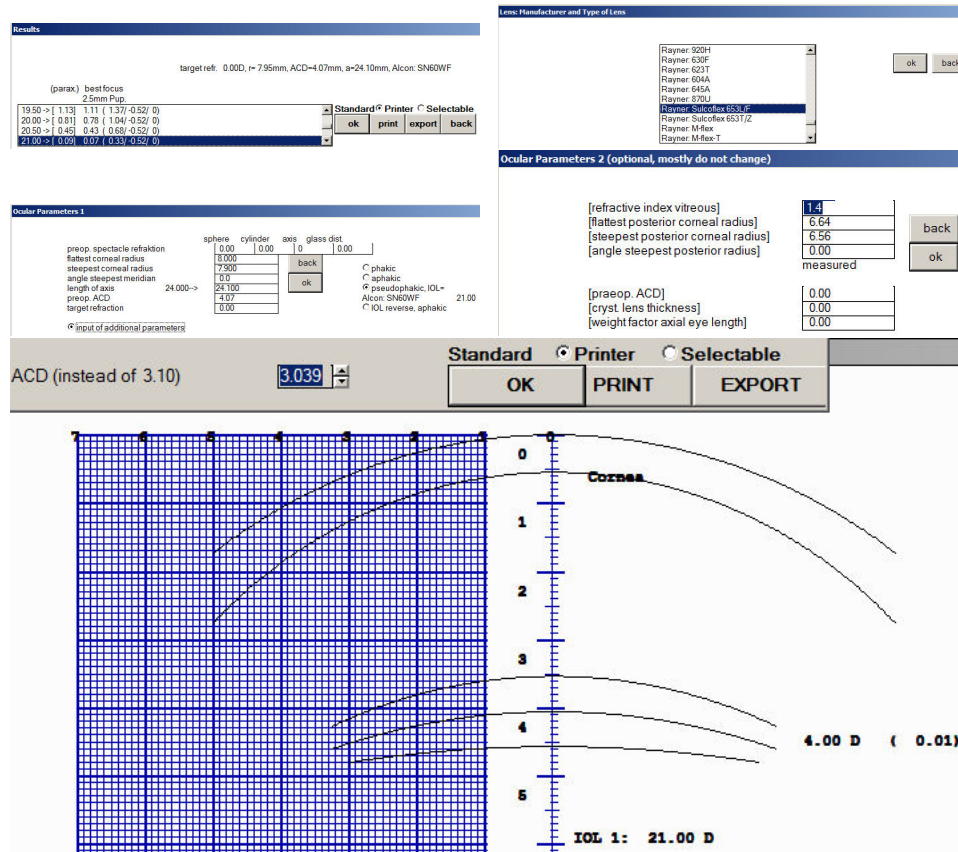 Results
target refr. 0.00D, r= 7.95mm, ACD=4.07mm, a=24.10mm, Alcon: SN60WF
(parax.) best focus
2.5mm Pup.
19.50 -> [ 1.13] 1.11 ( 1.37/-0.52/ 0)
20.00 -> [ 0.81] 0.78 ( 1.04/-0.52/ 0)
20.50 -> [ 0.45] 0.43 ( 0.68/-0.52/ 0)
21.00 -> [ 0.09] 0.07 ( 0.33/-0.52/ 0)
Standard Printer Selectable
ok print export back
Lens: Manufacturer and Type of Lens
Rayner: 920H
Rayner: 630F
Rayner: 623T
Rayner: 604A
Rayner: 645A
Rayner: 870U
Rayner: Sulcoflex 653L/F
Rayner: Sulcoflex 653T/Z
Rayner: M-flex
Rayner: M-flex-T
ok back
Ocular Parameters 1
sphere cylinder axis glass dist.
preop. spectacle refraktion 0.00 0.00 0 0.00
flattest corneal radius 8.000
steepest corneal radius 7.900
angle steepest meridian 0.0
length of axis 24.000--> 24.100
preop. ACD 4.07
target refraction 0.00
back
ok
phakic
aphakic
pseudophakic, IOL=
Alcon: SN60WF 21.00
IOL reverse, aphakic
input of additional parameters
Ocular Parameters 2 (optional, mostly do not change)
[refractive index vitreous] 1.4
[flattest posterior corneal radius] 6.64
[steepest posterior corneal radius] 6.56
[angle steepest posterior radius] 0.00
measured
[praeop. ACD] 0.00
[cryst. lens thickness] 0.00
[weight factor axial eye length] 0.00
back
ok
ACD (instead of 3.10) 3.039
Standard Printer Selectable
OK PRINT EXPORT
7 6 5 4 3 2 1 0
0
Cornea
1
2
3
4
4.00 D ( 0.01)
5
IOL 1: 21.00 D